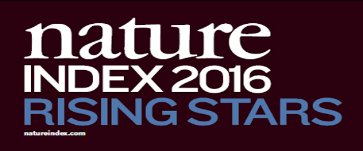 nature
INDEX 2016
RISING STARS
natureindex.com